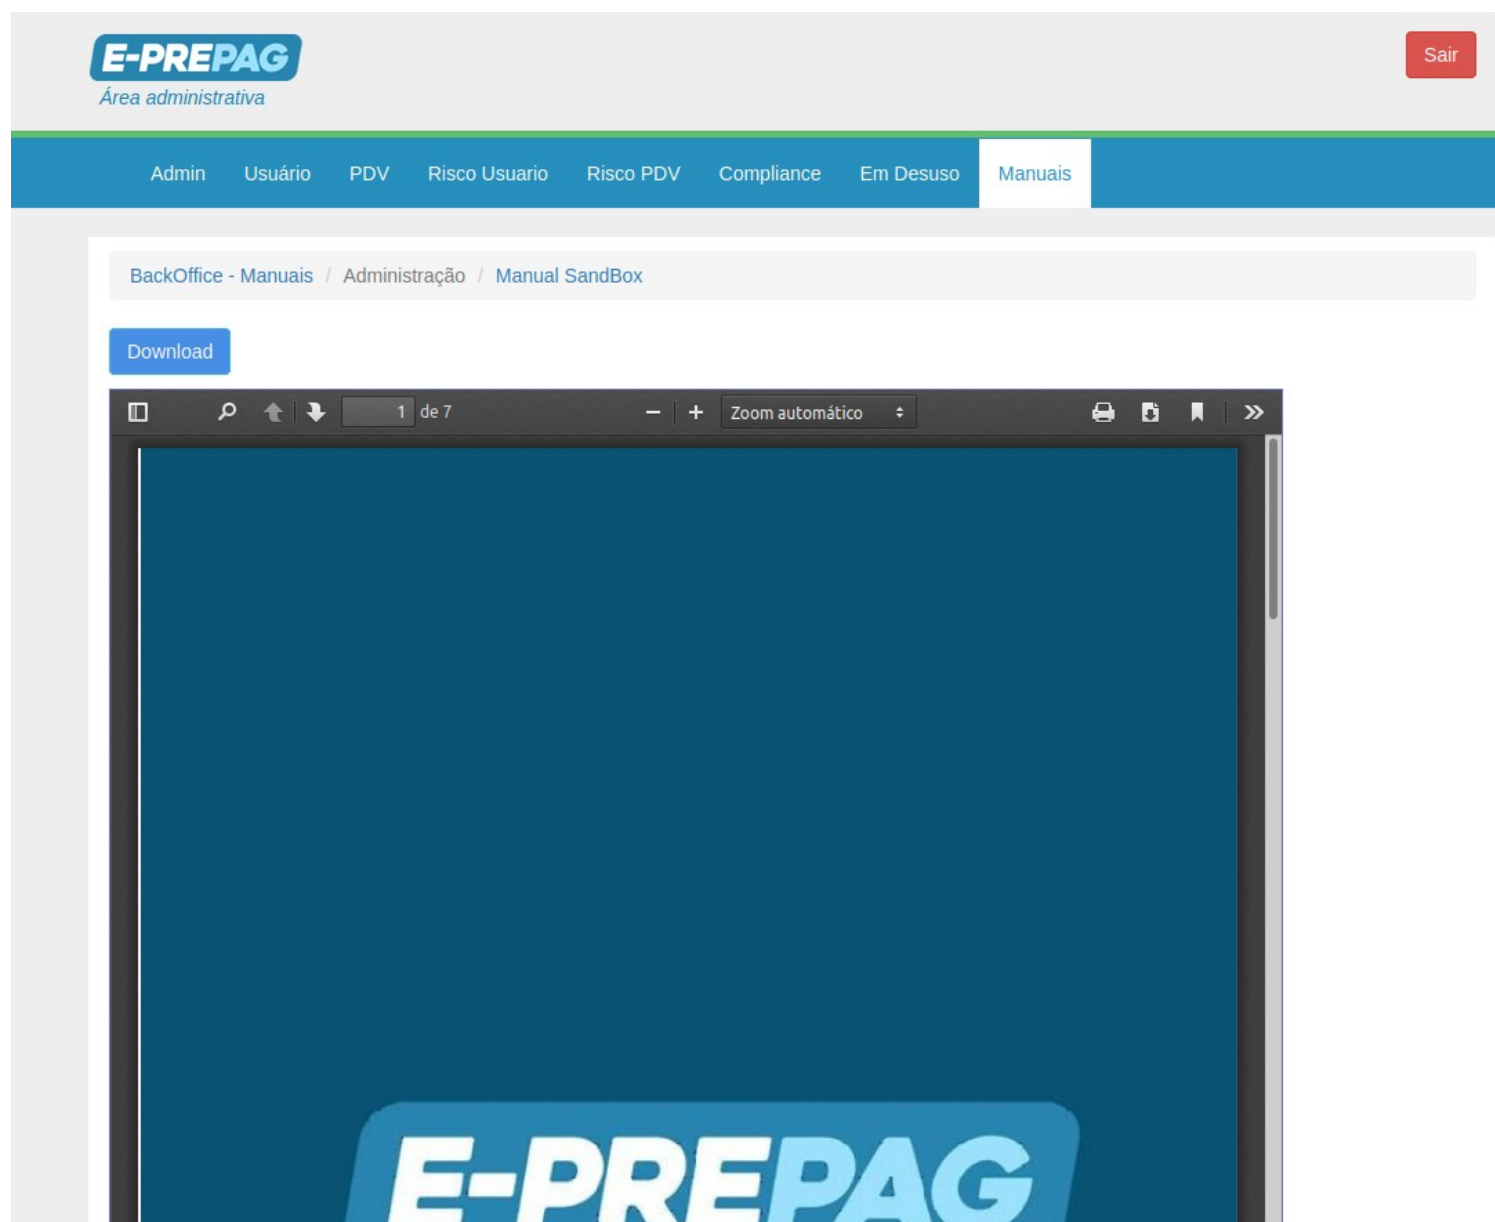 E-PREPAG
Sair
Área administrativa
Admin Usuário PDV Risco Usuario Risco PDV Compliance Em Desuso Manuais
BackOffice - Manuais / Administração / Manual SandBox
Download
1 de 7 Zoom automático
E-PREPAG